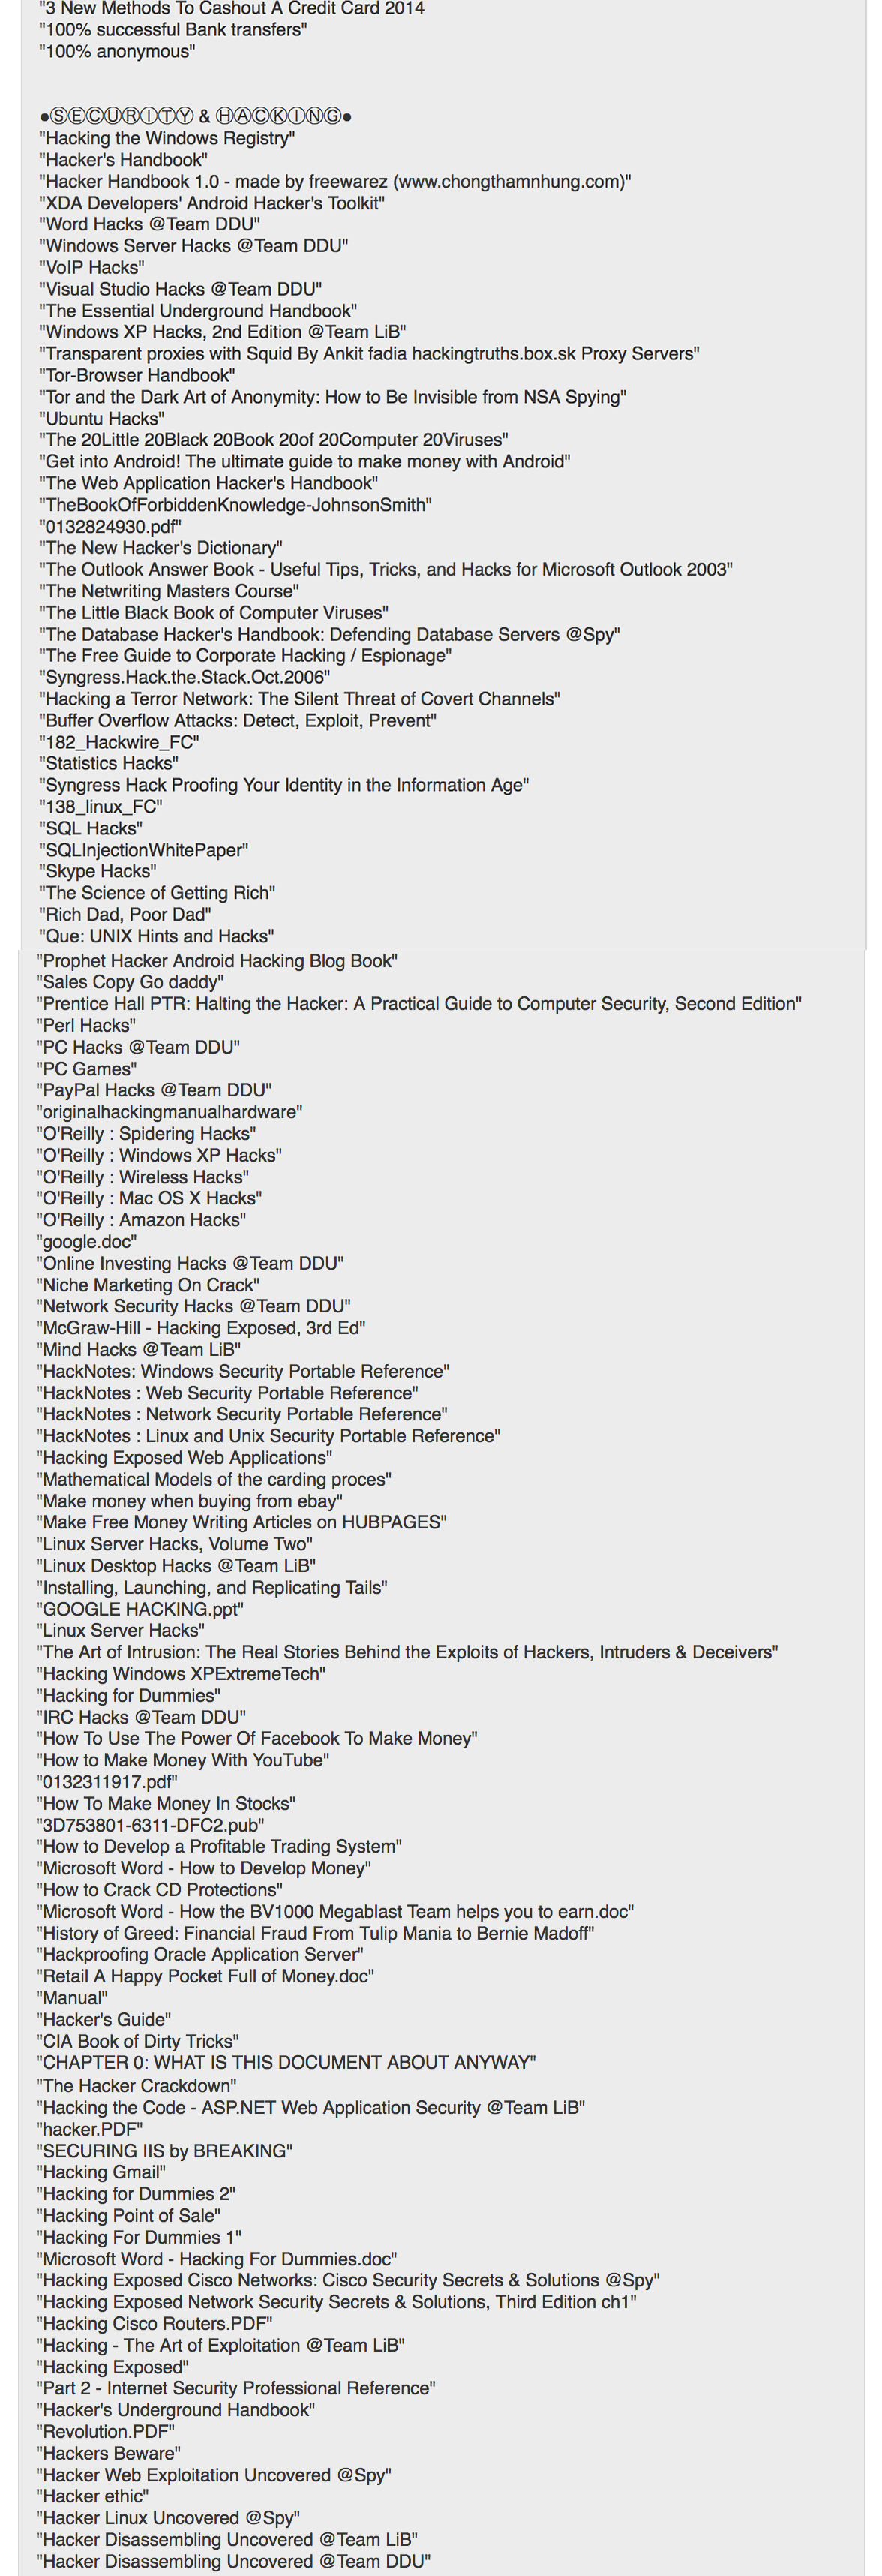 "3 New Methods To Cashout A Credit Card 2014
"100% successful Bank transfers"
"100% anonymous"
●ⓈⒺⒸⓊⓇⒾⓉⓎ & ⒽⒶⒸⓀⒾⓃⒼ●
"Hacking the Windows Registry"
"Hacker's Handbook"
"Hacker Handbook 1.0 - made by freewarez (www.chongthamnhung.com)"
"XDA Developers' Android Hacker's Toolkit"
"Word Hacks @Team DDU"
"Windows Server Hacks @Team DDU"
"VoIP Hacks"
"Visual Studio Hacks @Team DDU"
"The Essential Underground Handbook"
"Windows XP Hacks, 2nd Edition @Team LiB"
"Transparent proxies with Squid By Ankit fadia hackingtruths.box.sk Proxy Servers"
"Tor-Browser Handbook"
"Tor and the Dark Art of Anonymity: How to Be Invisible from NSA Spying"
"Ubuntu Hacks"
"The 20Little 20Black 20Book 20of 20Computer 20Viruses"
"Get into Android! The ultimate guide to make money with Android"
"The Web Application Hacker's Handbook"
"TheBookOfForbiddenKnowledge-JohnsonSmith"
"0132824930.pdf"
"The New Hacker's Dictionary"
"The Outlook Answer Book - Useful Tips, Tricks, and Hacks for Microsoft Outlook 2003"
"The Netwriting Masters Course"
"The Little Black Book of Computer Viruses"
"The Database Hacker's Handbook: Defending Database Servers @Spy"
"The Free Guide to Corporate Hacking / Espionage"
"Syngress.Hack.the.Stack.Oct.2006"
"Hacking a Terror Network: The Silent Threat of Covert Channels"
"Buffer Overflow Attacks: Detect, Exploit, Prevent"
"182_Hackwire_FC"
"Statistics Hacks"
"Syngress Hack Proofing Your Identity in the Information Age"
"138_linux_FC"
"SQL Hacks"
"SQLInjectionWhitePaper"
"Skype Hacks"
"The Science of Getting Rich"
"Rich Dad, Poor Dad"
"Que: UNIX Hints and Hacks"
"Prophet Hacker Android Hacking Blog Book"
"Sales Copy Go daddy"
"Prentice Hall PTR: Halting the Hacker: A Practical Guide to Computer Security, Second Edition"
"Perl Hacks"
"PC Hacks @Team DDU"
"PC Games"
"PayPal Hacks @Team DDU"
"originalhackingmanualhardware"
"O'Reilly : Spidering Hacks"
"O'Reilly : Windows XP Hacks"
"O'Reilly : Wireless Hacks"
"O'Reilly : Mac OS X Hacks"
"O'Reilly : Amazon Hacks"
"google.doc"
"Online Investing Hacks @Team DDU"
"Niche Marketing On Crack"
"Network Security Hacks @Team DDU"
"McGraw-Hill - Hacking Exposed, 3rd Ed"
"Mind Hacks @Team LiB"
"HackNotes: Windows Security Portable Reference"
"HackNotes : Web Security Portable Reference"
"HackNotes : Network Security Portable Reference"
"HackNotes : Linux and Unix Security Portable Reference"
"Hacking Exposed Web Applications"
"Mathematical Models of the carding proces"
"Make money when buying from ebay"
"Make Free Money Writing Articles on HUBPAGES"
"Linux Server Hacks, Volume Two"
"Linux Desktop Hacks @Team LiB"
"Installing, Launching, and Replicating Tails"
"GOOGLE HACKING.ppt"
"Linux Server Hacks"
"The Art of Intrusion: The Real Stories Behind the Exploits of Hackers, Intruders & Deceivers"
"Hacking Windows XPExtremeTech"
"Hacking for Dummies"
"IRC Hacks @Team DDU"
"How To Use The Power Of Facebook To Make Money"
"How to Make Money With YouTube"
"0132311917.pdf"
"How To Make Money In Stocks"
"3D753801-6311-DFC2.pub"
"How to Develop a Profitable Trading System"
"Microsoft Word - How to Develop Money"
"How to Crack CD Protections"
"Microsoft Word - How the BV1000 Megablast Team helps you to earn.doc"
"History of Greed: Financial Fraud From Tulip Mania to Bernie Madoff"
"Hackproofing Oracle Application Server"
"Retail A Happy Pocket Full of Money.doc"
"Manual"
"Hacker's Guide"
"CIA Book of Dirty Tricks"
"CHAPTER 0: WHAT IS THIS DOCUMENT ABOUT ANYWAY"
"The Hacker Crackdown"
"Hacking the Code - ASP.NET Web Application Security @Team LiB"
"hacker.PDF"
"SECURING IIS by BREAKING"
"Hacking Gmail"
"Hacking for Dummies 2"
"Hacking Point of Sale"
"Hacking For Dummies 1"
"Microsoft Word - Hacking For Dummies.doc"
"Hacking Exposed Cisco Networks: Cisco Security Secrets & Solutions @Spy"
"Hacking Exposed Network Security Secrets & Solutions, Third Edition ch1"
"Hacking Cisco Routers.PDF"
"Hacking - The Art of Exploitation @Team LiB"
"Hacking Exposed"
"Part 2 - Internet Security Professional Reference"
"Hacker's Underground Handbook"
"Revolution.PDF"
"Hackers Beware"
"Hacker Web Exploitation Uncovered @Spy"
"Hacker ethic"
"Hacker Linux Uncovered @Spy"
"Hacker Disassembling Uncovered @Team LiB"
"Hacker Disassembling Uncovered @Team DDU"